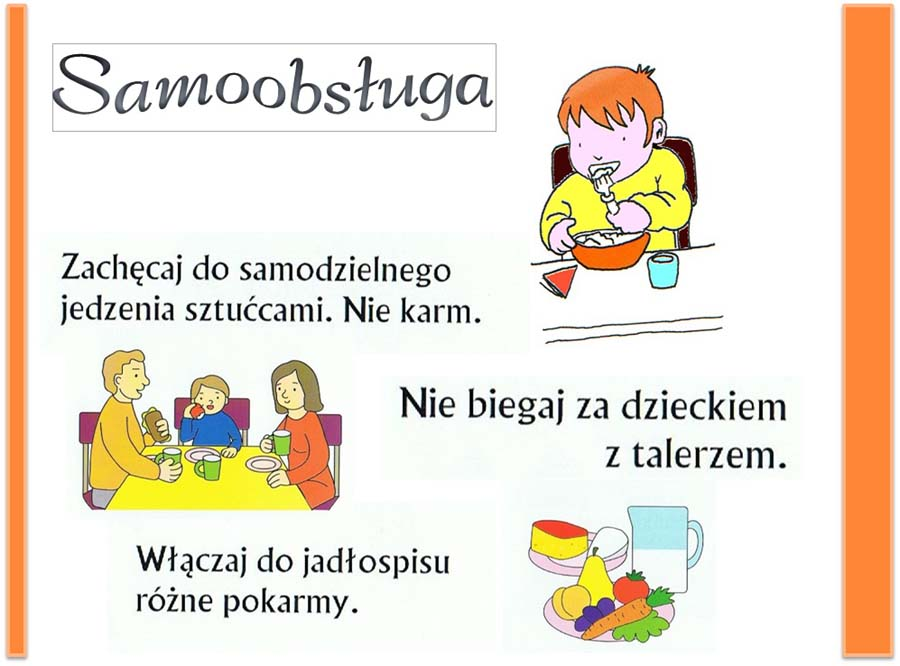 Samoobsługa
Zachęcaj do samodzielnego
jedzenia sztućcami. Nie karm.
Nie biegaj za dzieckiem
z talerzem.
Włączaj do jadłospisu
różne pokarmy.